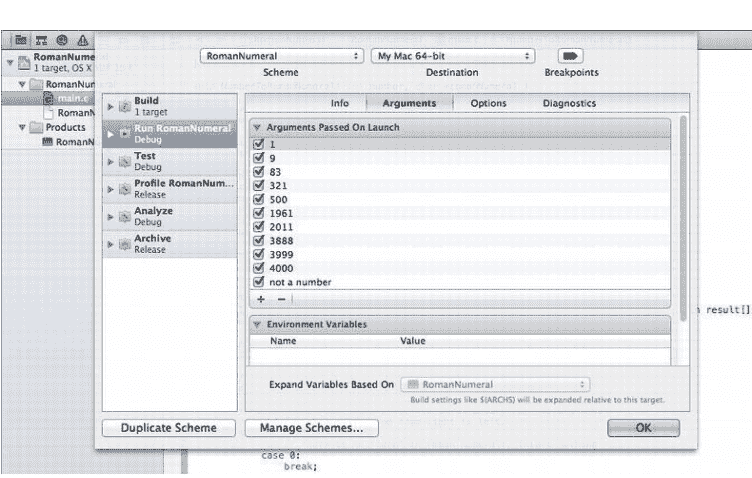 RomanNume
1 target, OS X
RomanNur
main.c
RomanN
Products
RomanN
RomanNumeral
My Mac 64-bit
Scheme
Destination
Breakpoints
Build
1 target
Run RomanNumeral
Debug
Test
Debug
Profile RomanNum...
Release
Analyze
Debug
Archive
Release
Info
Arguments
Options
Diagnostics
Arguments Passed On Launch
1
9
83
321
500
1961
2011
3888
3999
4000
not a number
+ −
Environment Variables
Name Value
Expand Variables Based On RomanNumeral
Build settings like $(ARCHS) will be expanded relative to this target.
Duplicate Scheme
Manage Schemes...
OK
result[]
case 0:
break;